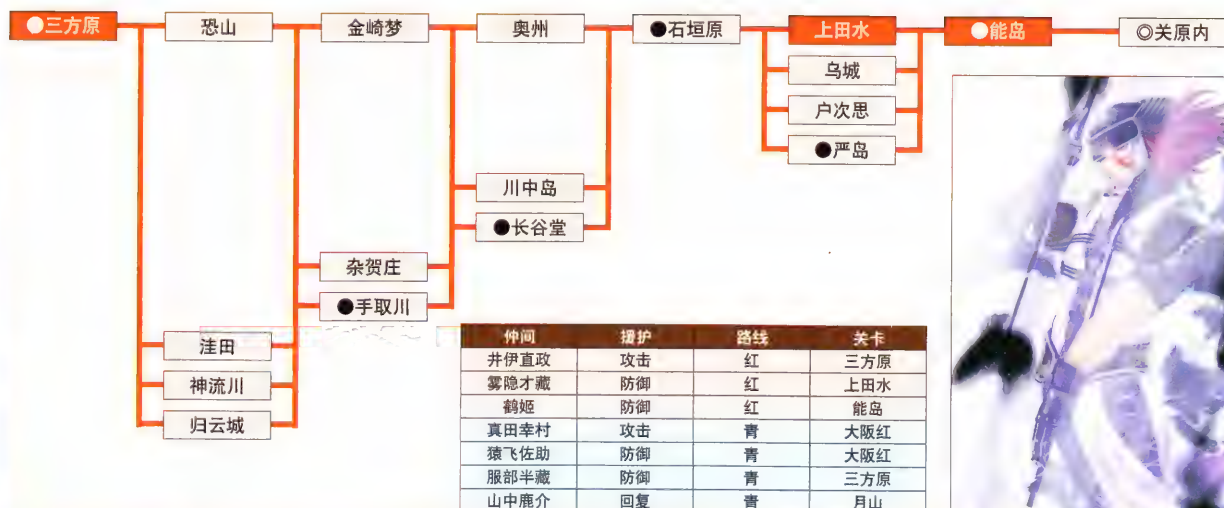 ●三方原
恐山
金崎梦
奥州
●石垣原
上田水
●能岛
◎关原内
乌城
户次思
●严岛
川中岛
●长谷堂
杂贺庄
●手取川
洼田
神流川
归云城
仲间 援护 路线 关卡
井伊直政 攻击 红 三方原
雾隐才藏 防御 红 上田水
鹤姬 防御 红 能岛
真田幸村 攻击 青 大阪红
猿飞佐助 防御 青 大阪红
服部半藏 防御 青 三方原
山中鹿介 回复 青 月山